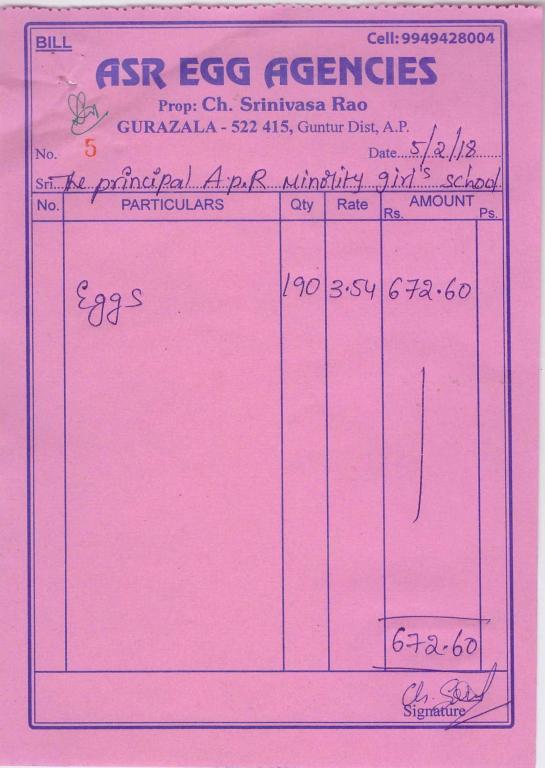 BILL
Cell: 9949428004
ASR EGG AGENCIES
Prop: Ch. Srinivasa Rao
GURAZALA - 522 415, Guntur Dist, A.P.
No. 5
Date...5/2/18
Sri...The principal A.P.R Minority girl's school
No. PARTICULARS Qty Rate AMOUNT
Rs. Ps.
Eggs 190 3.54 672.60
672.60
Signature